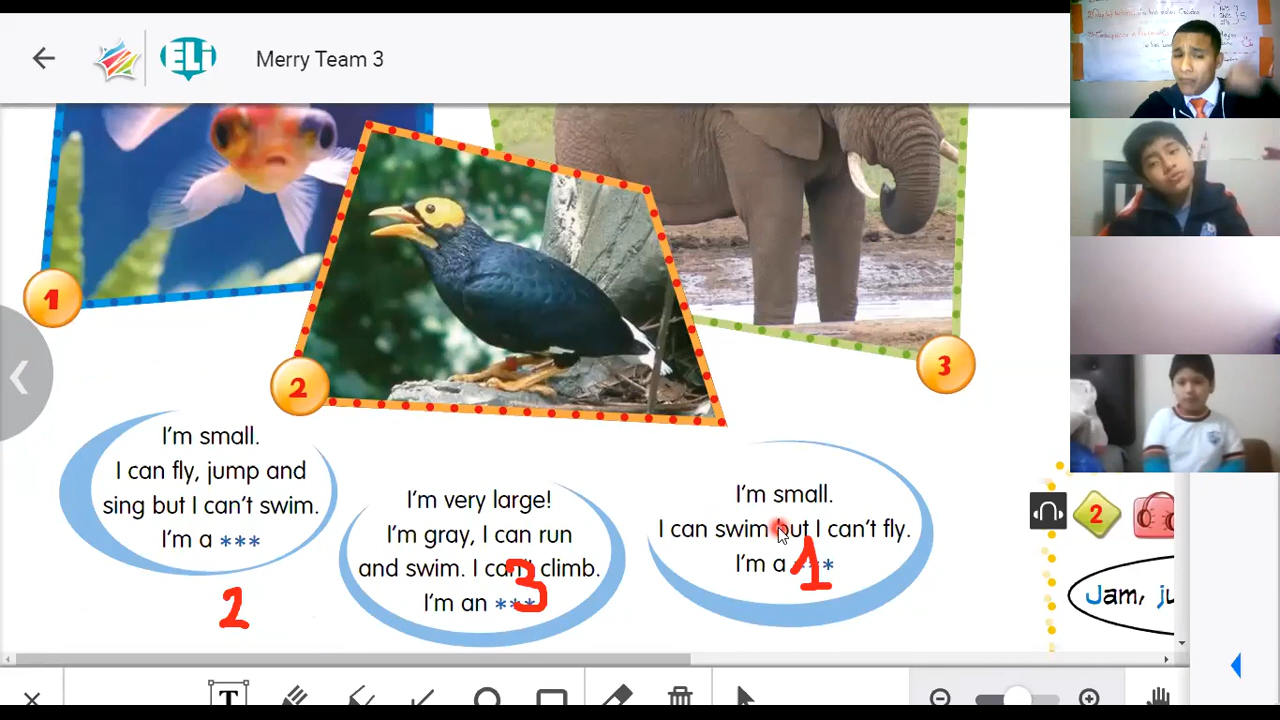 ELi
Merry Team 3
1
2
3
I'm small.
I can fly, jump and
sing but I can't swim.
I'm a ***
2
I'm very large!
I'm gray, I can run
and swim. I can't climb.
I'm an ***
3
I'm small.
I can swim but I can't fly.
I'm a ***
1
2
Jam, ju
T